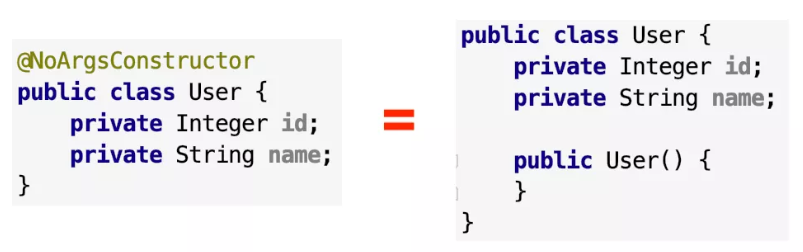 @NoArgsConstructor
public class User {
    private Integer id;
    private String name;
}
=
public class User {
    private Integer id;
    private String name;

    public User() {
    }
}